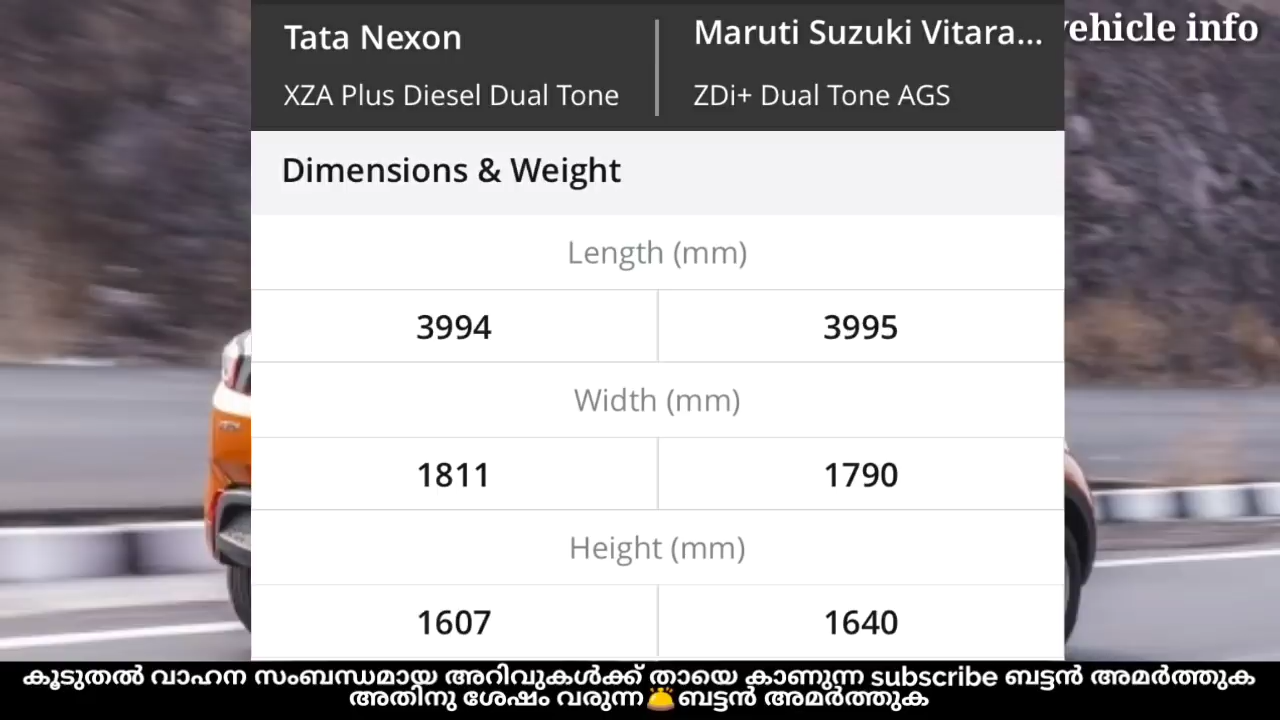 Tata Nexon
Maruti Suzuki Vitara...
vehicle info
XZA Plus Diesel Dual Tone
ZDi+ Dual Tone AGS
Dimensions & Weight
Length (mm)
3994
3995
Width (mm)
1811
1790
Height (mm)
1607
1640
കൂടുതൽ വാഹന സംബന്ധമായ അറിവുകൾക്ക് തായെ കാണുന്ന subscribe ബട്ടൻ അമർത്തുക
അതിനു ശേഷം വരുന്ന🛎️ബട്ടൻ അമർത്തുക